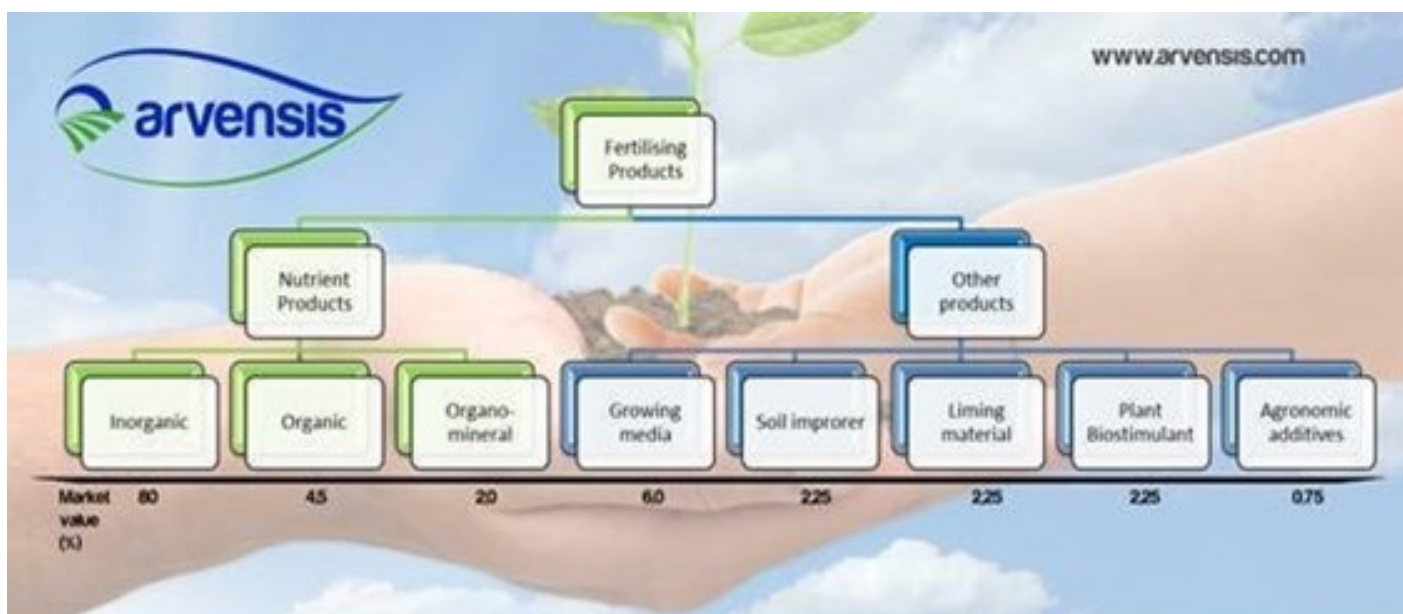 www.arvensis.com
arvensis
Fertilising
Products
Nutrient
Products
Other
products
Inorganic
Organic
Organo-
mineral
Growing
media
Soil improrer
Liming
material
Plant
Biostimulant
Agronomic
additives
Market 80 4,5 2,0 6,0 2,25 2,25 2,25 0,75
value
(%)